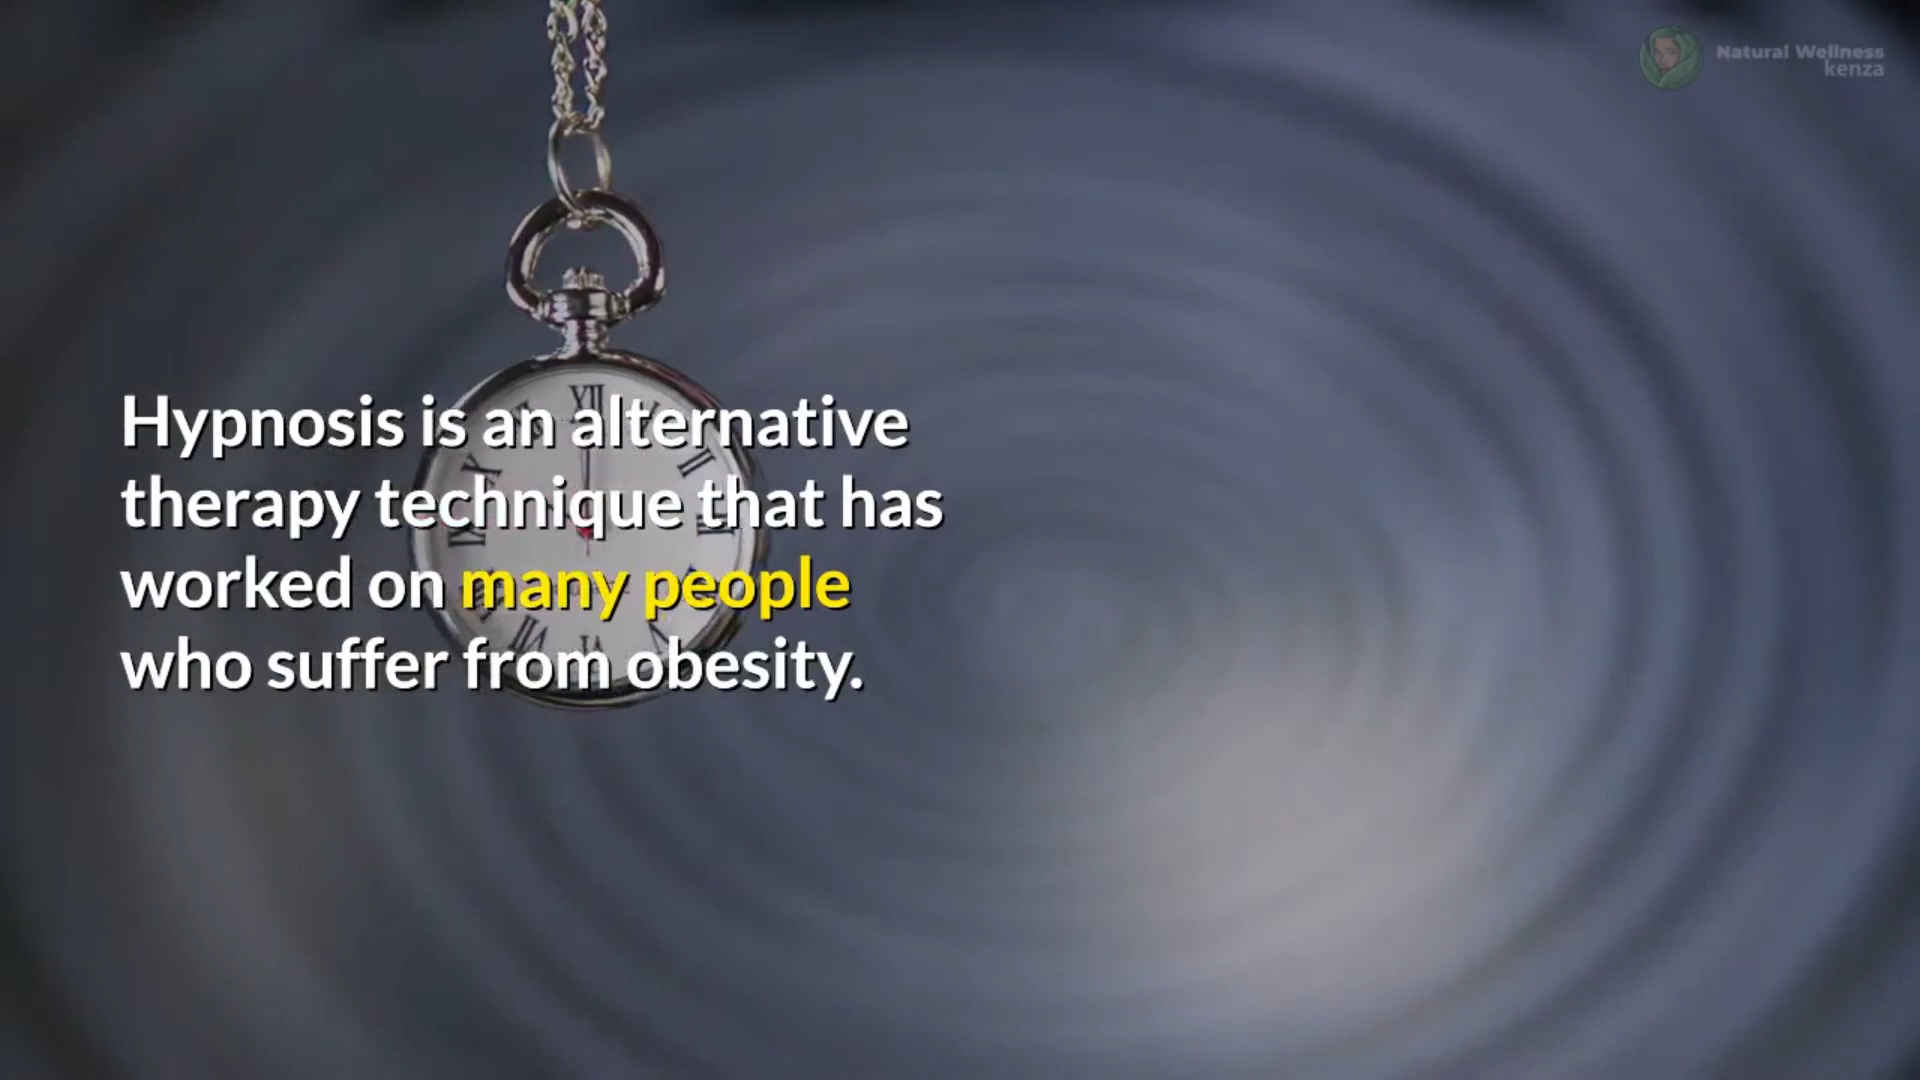 Natural Wellness
kenza
Hypnosis is an alternative
therapy technique that has
worked on many people
who suffer from obesity.